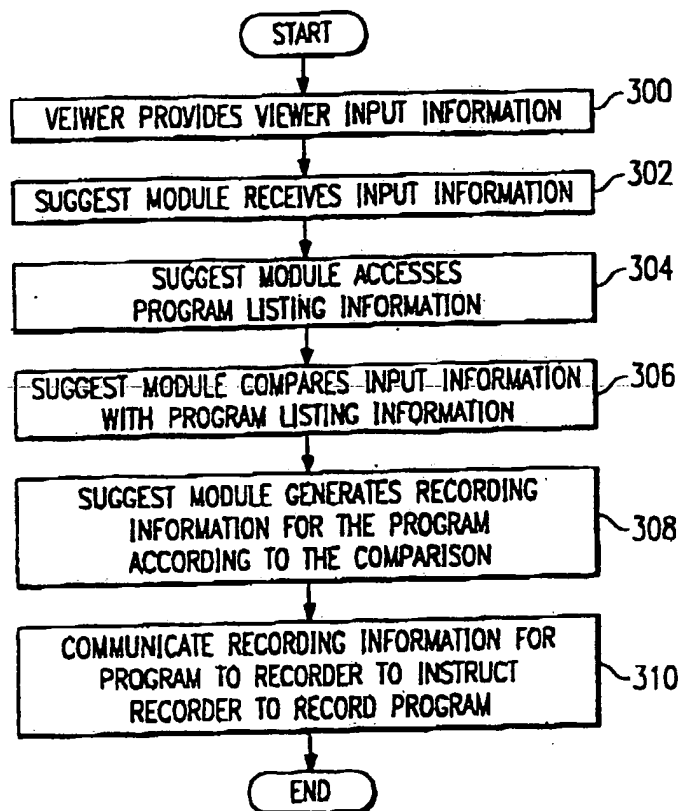 START
VEIWER PROVIDES VIEWER INPUT INFORMATION
300
SUGGEST MODULE RECEIVES INPUT INFORMATION
302
SUGGEST MODULE ACCESSES
PROGRAM LISTING INFORMATION
304
SUGGEST MODULE COMPARES INPUT INFORMATION
WITH PROGRAM LISTING INFORMATION
306
SUGGEST MODULE GENERATES RECORDING
INFORMATION FOR THE PROGRAM
ACCORDING TO THE COMPARISON
308
COMMUNICATE RECORDING INFORMATION FOR
PROGRAM TO RECORDER TO INSTRUCT
RECORDER TO RECORD PROGRAM
310
END